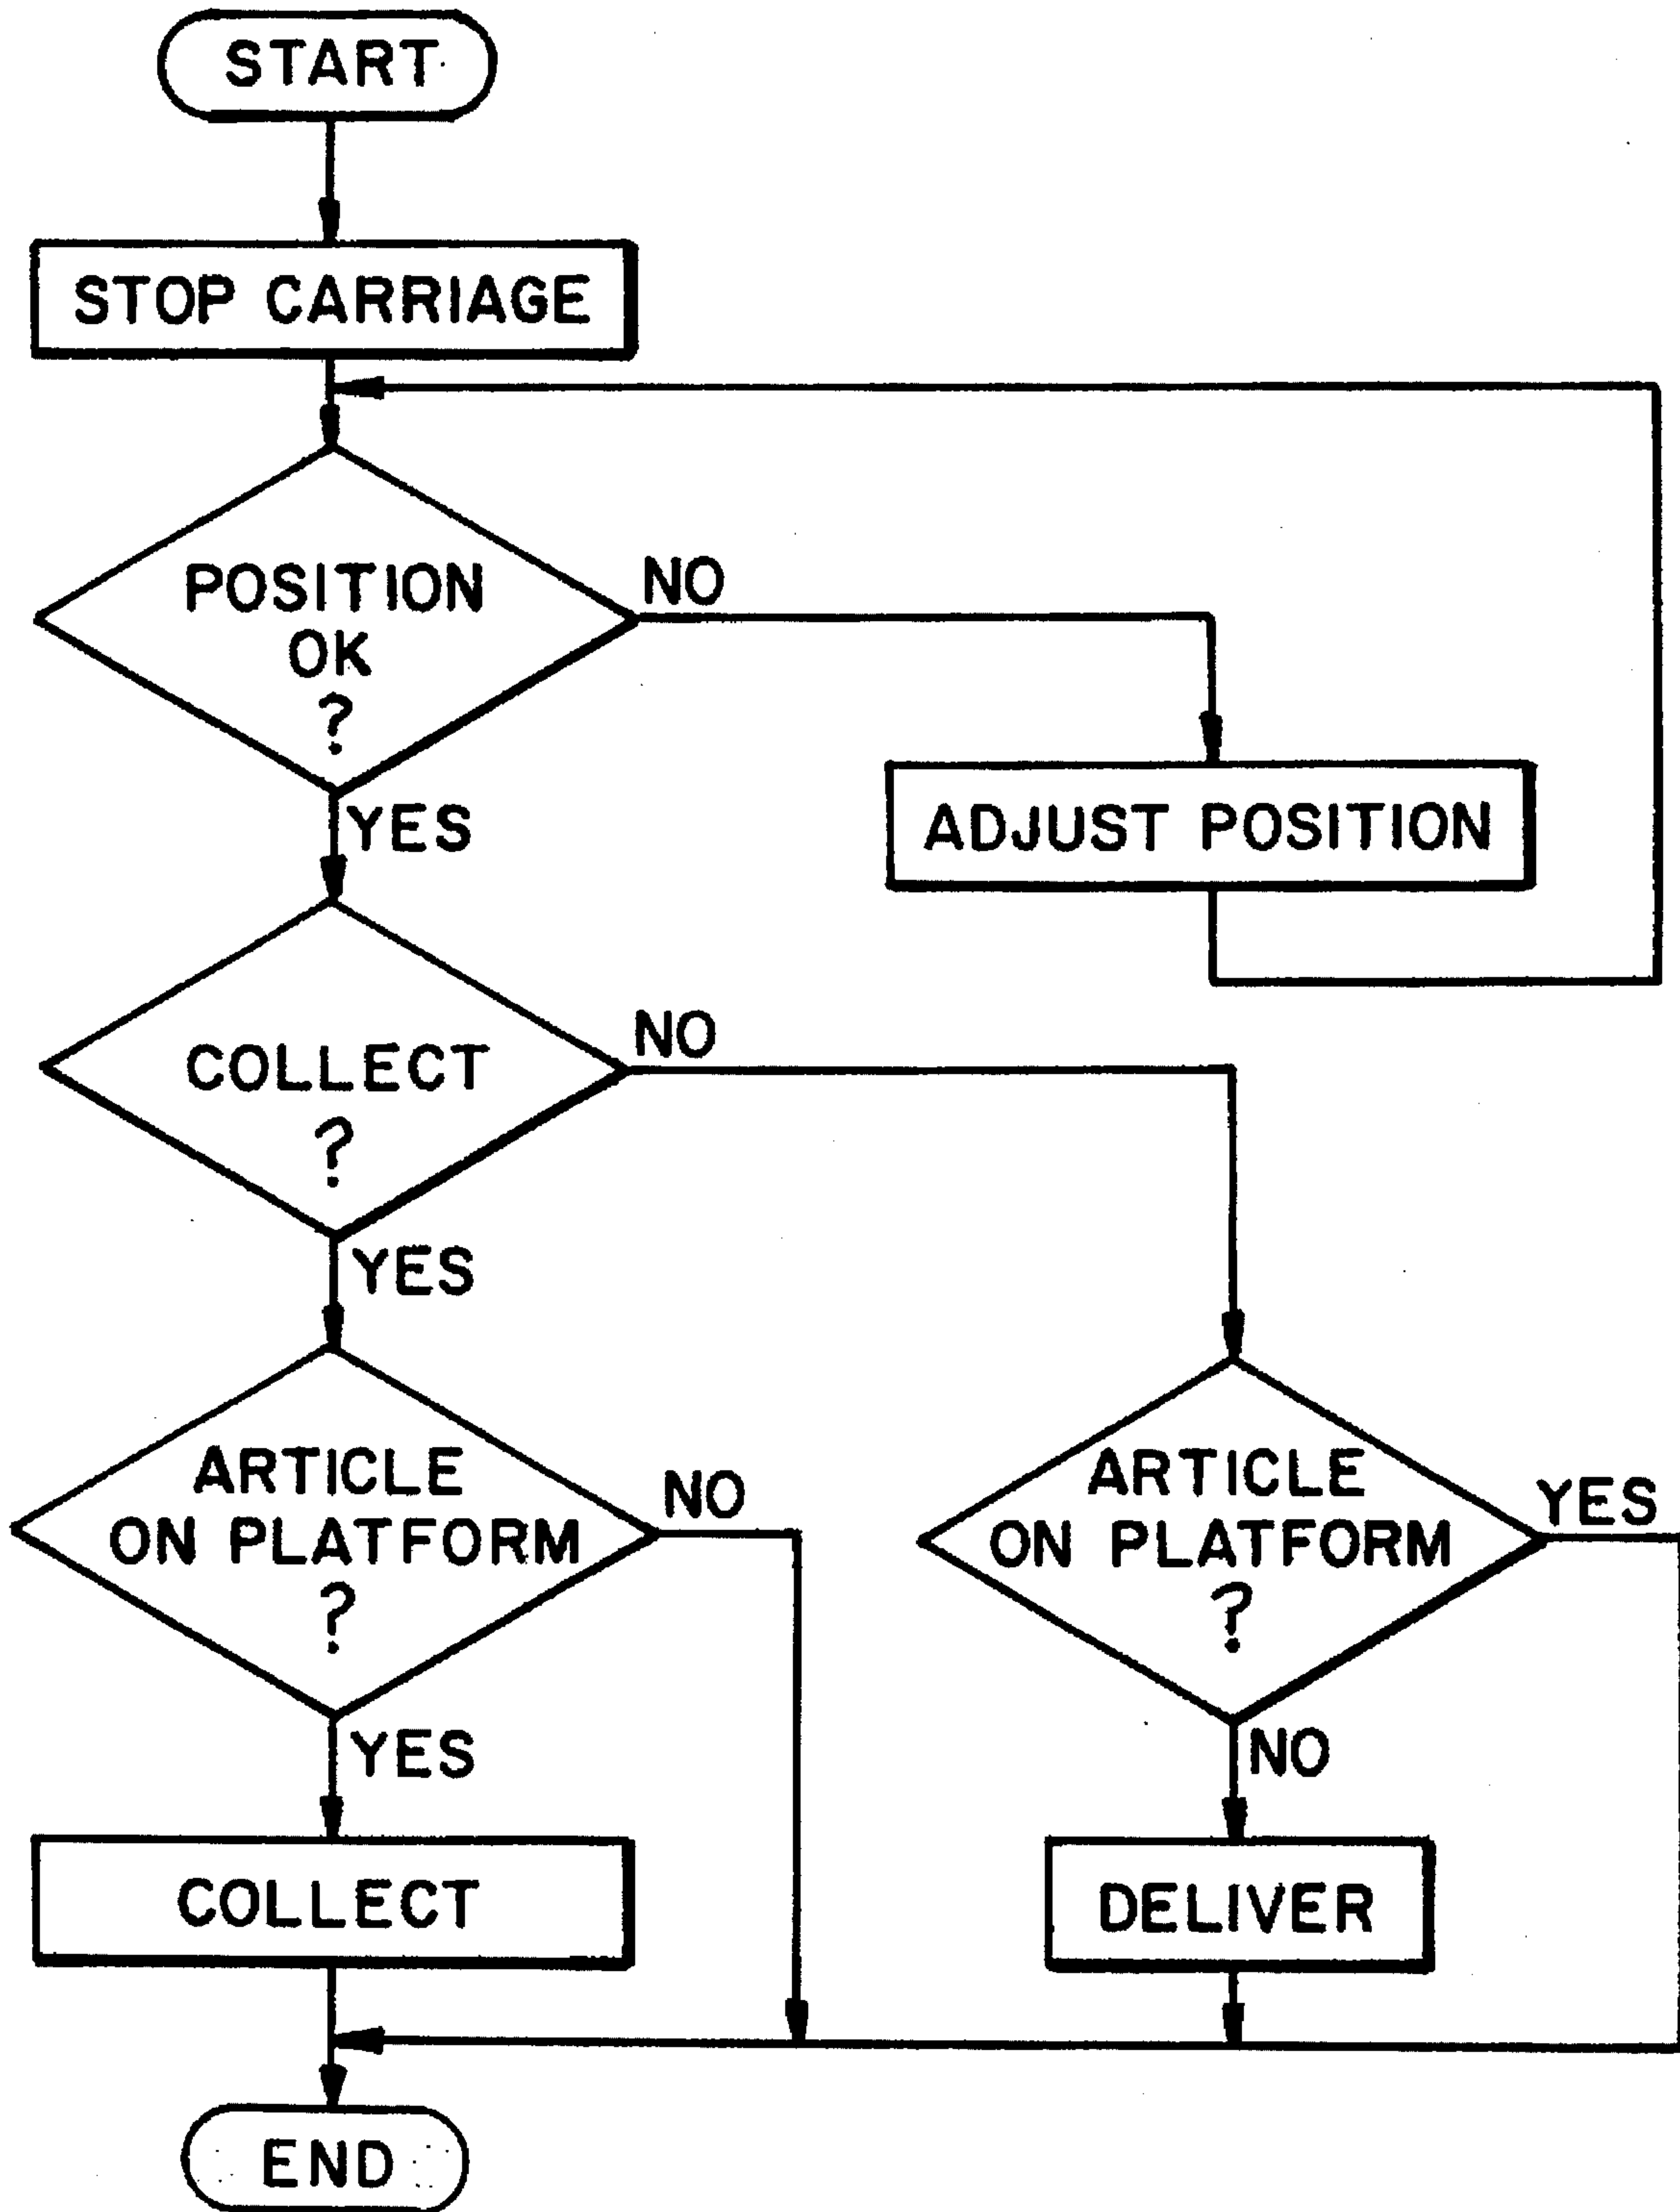 START
STOP CARRIAGE
POSITION
OK
?
NO
YES
ADJUST POSITION
COLLECT
?
NO
YES
ARTICLE
ON PLATFORM
?
NO
YES
ARTICLE
ON PLATFORM
?
YES
NO
COLLECT
DELIVER
END